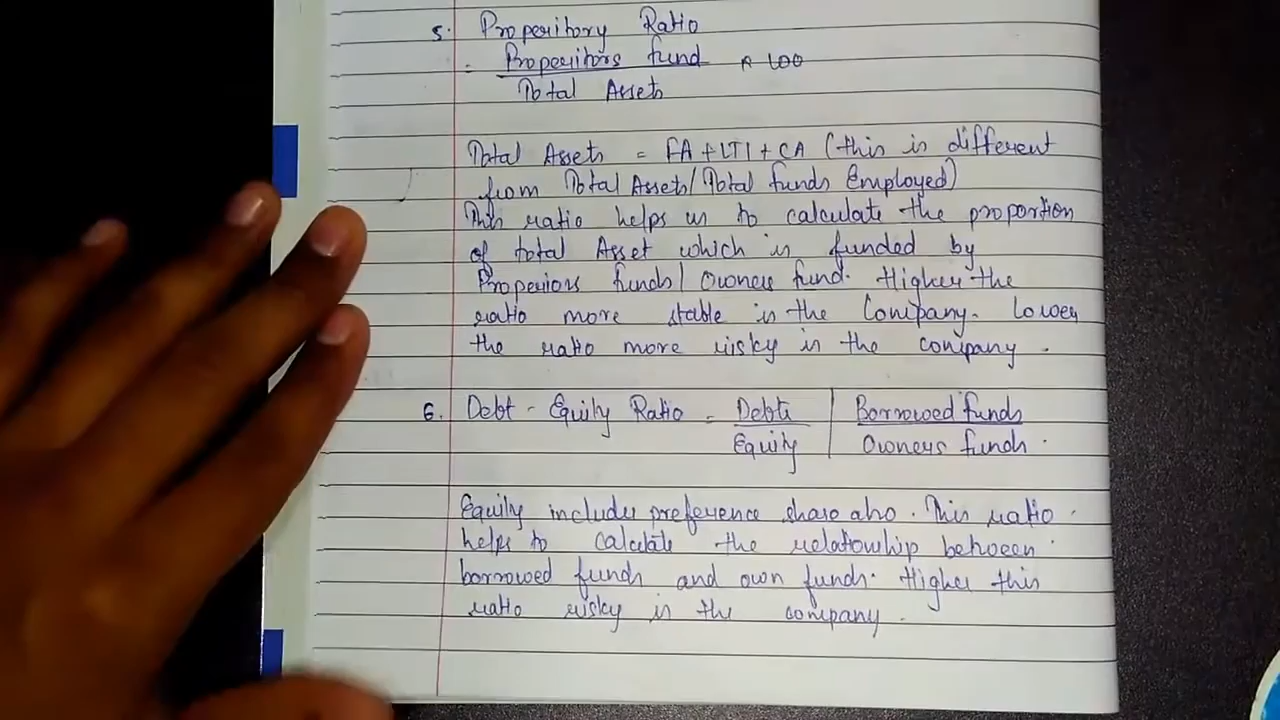 5. Properitory Ratio
= Properitors fund × 100
Total Assets
Total Assets = FA + LTI + CA (this is different
from Total Assets/Total funds Employed)
This ratio helps us to calculate the proportion
of total Asset which is funded by
Properiors funds/Owners fund. Higher the
ratio more stable is the Company. Lower
the ratio more risky is the company.
6. Debt-Equity Ratio = Debts | Borrowed funds
Equity | Owners funds.
Equity includes preference share also. This ratio
helps to calculate the relationship between
borrowed funds and own funds. Higher this
ratio risky is the company.